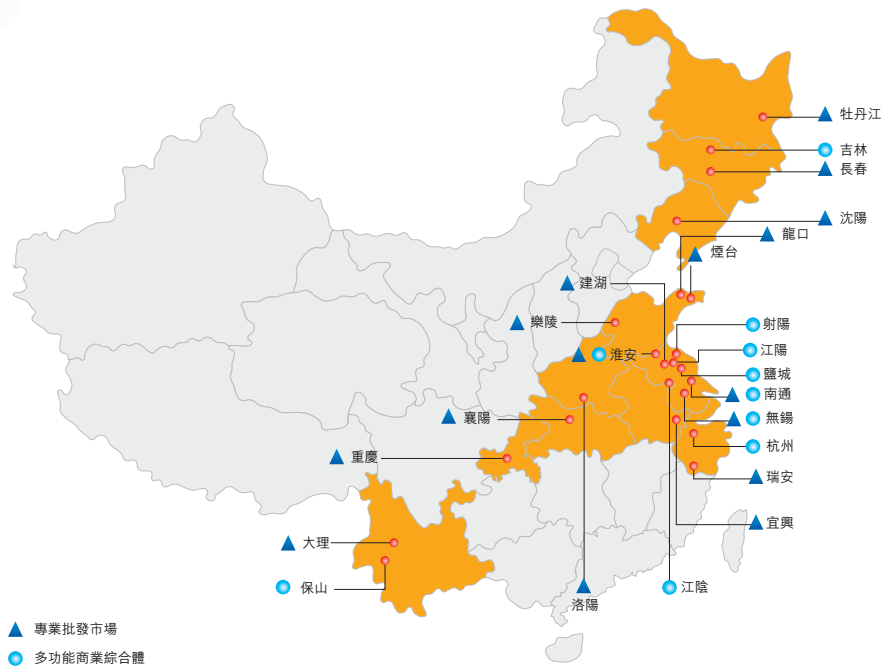 牡丹江
吉林
長春
沈陽
龍口
煙台
建湖
樂陵
射陽
江陽
淮安
鹽城
南通
襄陽
無錫
杭州
重慶
瑞安
宜興
大理
保山
江陰
洛陽
專業批發市場
多功能商業綜合體